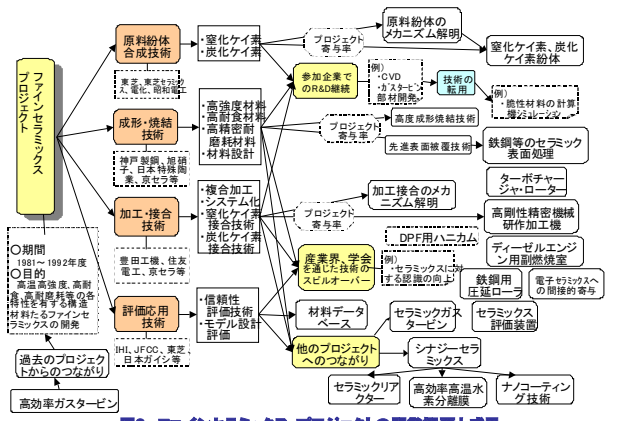 ファインセラミックス
プロジェクト
〇期間
1981～1992年度
〇目的
高温高強度、高耐
食、高耐磨耗等の各
特性を有する構造
材料たるファインセ
ラミックスの開発
過去のプロジェク
トからのつながり
高効率ガスタービン
原料紛体
合成技術
東芝、東芝セラミック
ス、電化、昭和電工
成形・焼結
技術
神戸製鋼、旭硝
子、日本特殊陶
業、京セラ等
加工・接合
技術
豊田工機、住友
電工、京セラ等
評価応用
技術
IHI、JFCC、東芝、
日本ガイシ等
・窒化ケイ素
・炭化ケイ素
・高強度材料
・高耐食材料
・高精密耐
磨耗材料
・材料設計
・複合加工
・システム化
・窒化ケイ素
接合技術
・炭化ケイ素
接合技術
・信頼性
評価技術
・モデル設計
評価
プロジェクト
寄与率
原料紛体の
メカニズム解明
窒化ケイ素、炭化
ケイ素紛体
参加企業で
のR&D継続
例）
・CVD
・ガスタービン
部材開発
技術の
転用
例）
・脆性材料の計算
機シミュレーション
プロジェクト
寄与率
高度成形焼結技術
先進表面被覆技術
鉄鋼等のセラミック
表面処理
ターボチャー
ジャ・ローター
プロジェクト
寄与率
加工接合のメカ
ニズム解明
高剛性精密機械
研作加工機
DPF用ハニカム
ディーゼルエンジ
ン用副燃焼室
産業界、学会
を通じた技術の
スピルオーバー
例）
・セラミックスに対す
る認識の向上
鉄鋼用
圧延ローラ
電子セラミックスへ
の間接的寄与
材料データ
ベース
セラミックガス
タービン
セラミックス
評価装置
他のプロジェクト
へのつながり
シナジーセラ
ミックス
セラミックリア
クター
高効率高温水
素分離膜
ナノコーティン
グ技術